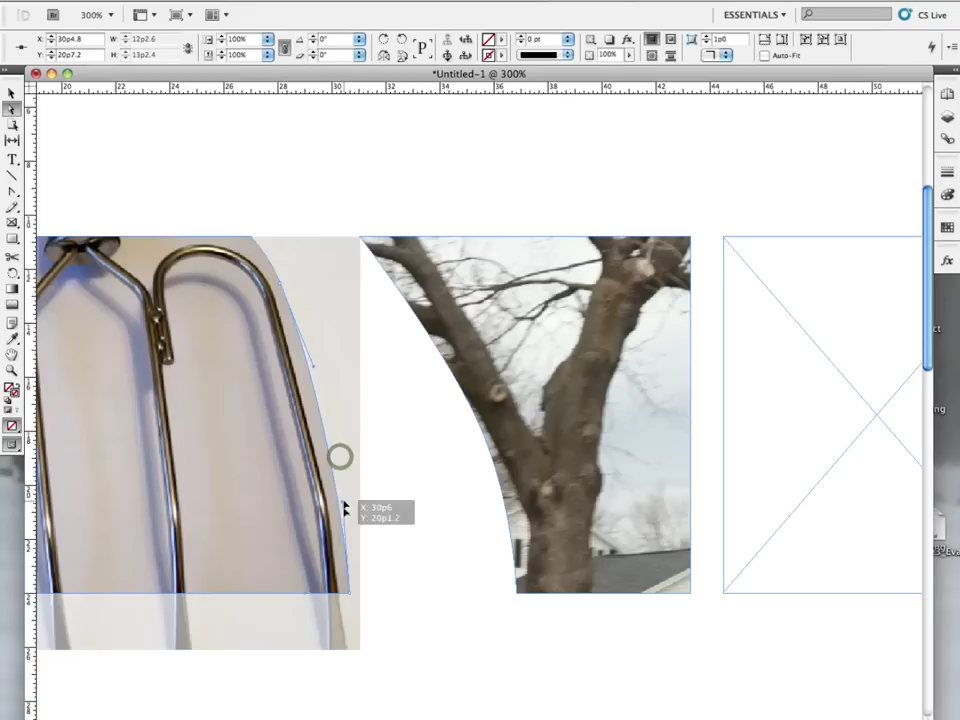 300%
ESSENTIALS
CS Live
X: 30p4.8
W: 12p2.6
100%
0°
0 pt
1p0
Y: 20p7.2
H: 13p2.4
100%
0°
P
100%
Auto-Fit
*Untitled-1 @ 300%
20 22 24 26 28 30 34 36 38 40 42 44 46 48 50
X: 30p6
Y: 20p1.2